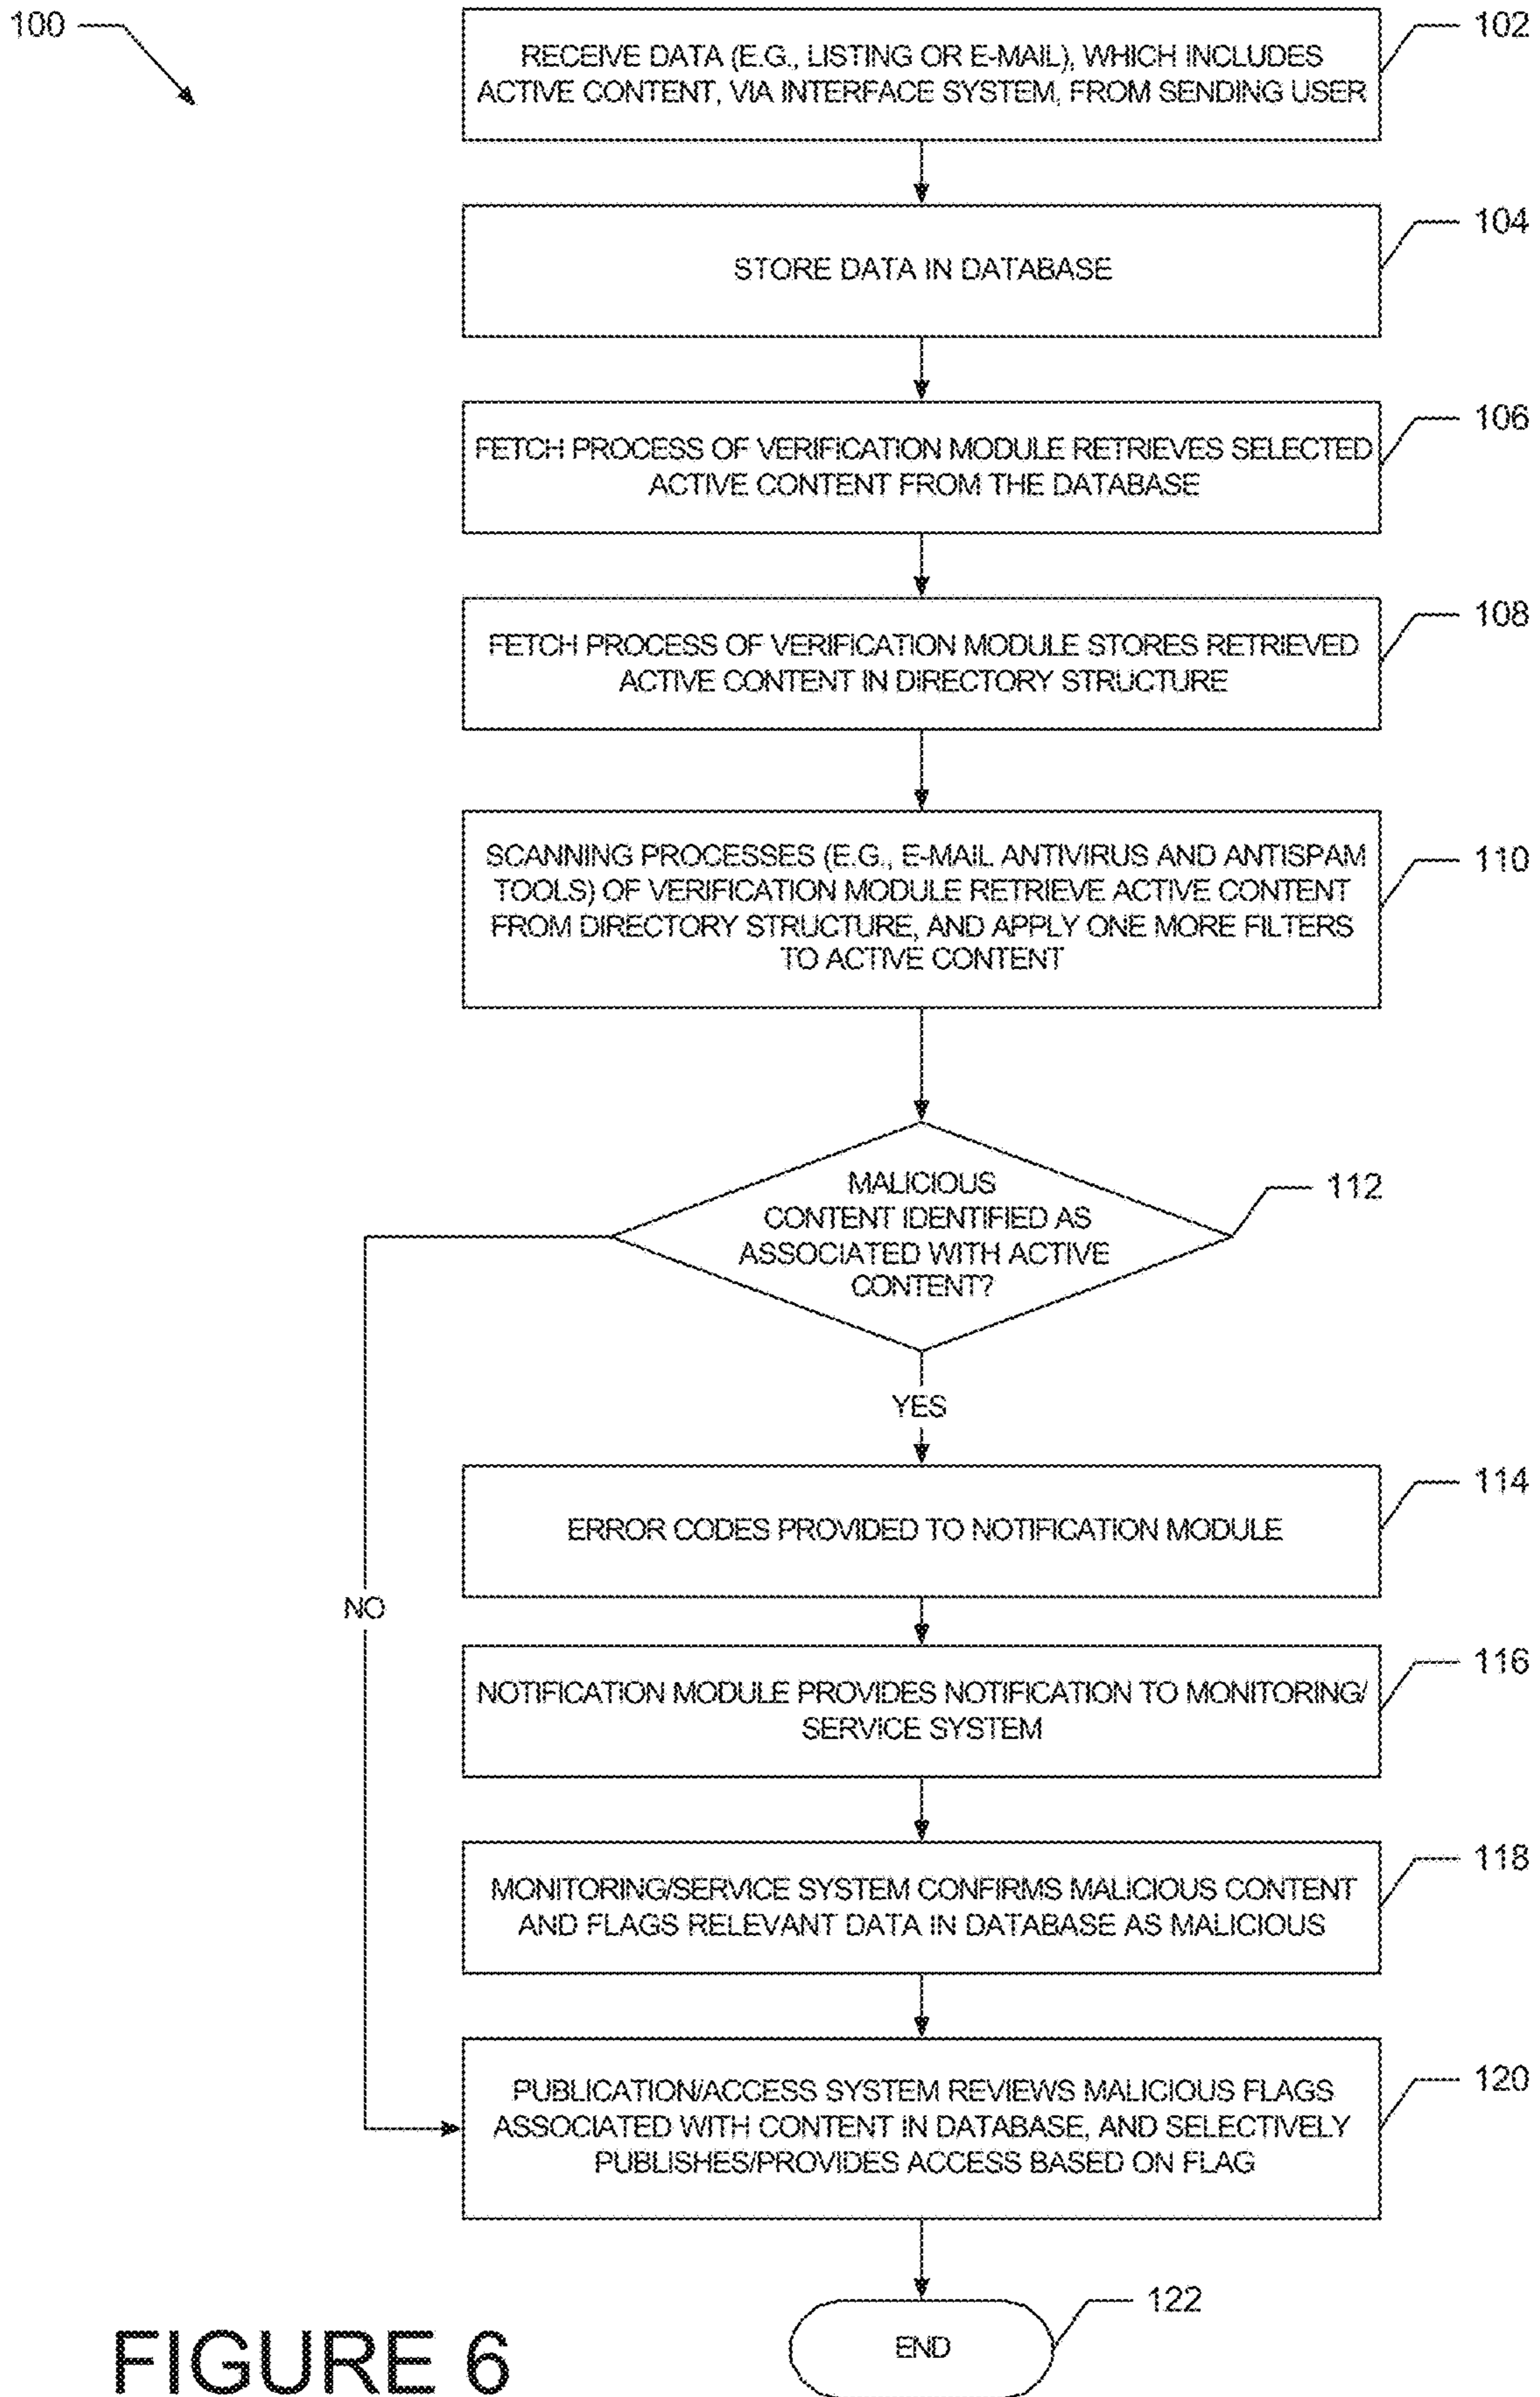 100
102
RECEIVE DATA (E.G., LISTING OR E-MAIL), WHICH INCLUDES
ACTIVE CONTENT, VIA INTERFACE SYSTEM, FROM SENDING USER
104
STORE DATA IN DATABASE
106
FETCH PROCESS OF VERIFICATION MODULE RETRIEVES SELECTED
ACTIVE CONTENT FROM THE DATABASE
108
FETCH PROCESS OF VERIFICATION MODULE STORES RETRIEVED
ACTIVE CONTENT IN DIRECTORY STRUCTURE
110
SCANNING PROCESSES (E.G., E-MAIL ANTIVIRUS AND ANTISPAM
TOOLS) OF VERIFICATION MODULE RETRIEVE ACTIVE CONTENT
FROM DIRECTORY STRUCTURE, AND APPLY ONE MORE FILTERS
TO ACTIVE CONTENT
112
MALICIOUS
CONTENT IDENTIFIED AS
ASSOCIATED WITH ACTIVE
CONTENT?
YES
114
ERROR CODES PROVIDED TO NOTIFICATION MODULE
NO
116
NOTIFICATION MODULE PROVIDES NOTIFICATION TO MONITORING/
SERVICE SYSTEM
118
MONITORING/SERVICE SYSTEM CONFIRMS MALICIOUS CONTENT
AND FLAGS RELEVANT DATA IN DATABASE AS MALICIOUS
120
PUBLICATION/ACCESS SYSTEM REVIEWS MALICIOUS FLAGS
ASSOCIATED WITH CONTENT IN DATABASE, AND SELECTIVELY
PUBLISHES/PROVIDES ACCESS BASED ON FLAG
122
END
FIGURE 6